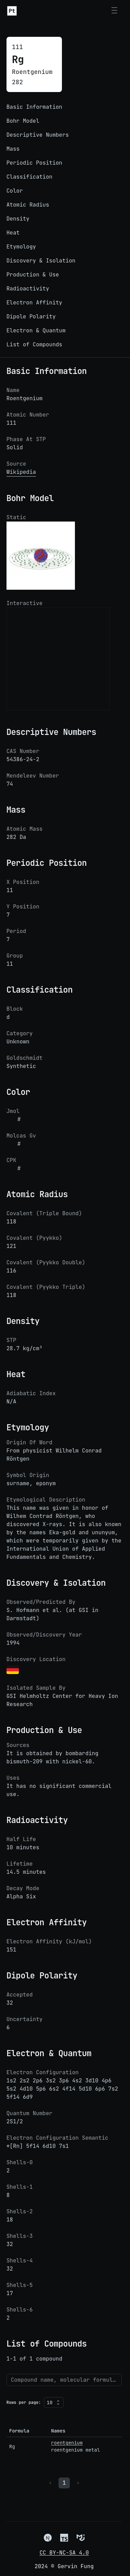 Pt
111
Rg
Roentgenium
282
Basic Information
Bohr Model
Descriptive Numbers
Mass
Periodic Position
Classification
Color
Atomic Radius
Density
Heat
Etymology
Discovery & Isolation
Production & Use
Radioactivity
Electron Affinity
Dipole Polarity
Electron & Quantum
List of Compounds
Basic Information
Name
Roentgenium
Atomic Number
111
Phase At STP
Solid
Source
Wikipedia
Bohr Model
Static
Interactive
Descriptive Numbers
CAS Number
54386-24-2
Mendeleev Number
74
Mass
Atomic Mass
282 Da
Periodic Position
X Position
11
Y Position
7
Period
7
Group
11
Classification
Block
d
Category
Unknown
Goldschmidt
Synthetic
Color
Jmol
#
Molcas Gv
#
CPK
#
Atomic Radius
Covalent (Triple Bound)
118
Covalent (Pyykko)
121
Covalent (Pyykko Double)
116
Covalent (Pyykko Triple)
118
Density
STP
28.7 kg/cm³
Heat
Adiabatic Index
N/A
Etymology
Origin Of Word
From physicist Wilhelm Conrad
Röntgen
Symbol Origin
surname, eponym
Etymological Description
This name was given in honor of
Wilhem Contrad Röntgen, who
discovered X-rays. It is also known
by the names Eka-gold and ununyum,
which were temporarily given by the
International Union of Applied
Fundamentals and Chemistry.
Discovery & Isolation
Observed/Predicted By
S. Hofmann et al. (at GSI in
Darmstadt)
Observed/Discovery Year
1994
Discovery Location
Isolated Sample By
GSI Helmholtz Center for Heavy Ion
Research
Production & Use
Sources
It is obtained by bombarding
bismuth-209 with nickel-60.
Uses
It has no significant commercial
use.
Radioactivity
Half Life
10 minutes
Lifetime
14.5 minutes
Decay Mode
Alpha Six
Electron Affinity
Electron Affinity (kJ/mol)
151
Dipole Polarity
Accepted
32
Uncertainty
6
Electron & Quantum
Electron Configuration
1s2 2s2 2p6 3s2 3p6 4s2 3d10 4p6
5s2 4d10 5p6 6s2 4f14 5d10 6p6 7s2
5f14 6d9
Quantum Number
2S1/2
Electron Configuration Semantic
*[Rn] 5f14 6d10 7s1
Shells-0
2
Shells-1
8
Shells-2
18
Shells-3
32
Shells-4
32
Shells-5
17
Shells-6
2
List of Compounds
1-1 of 1 compound
Compound name, molecular formul…
Rows per page: 10
Formula Names
Rg roentgenium
roentgenium metal
‹ 1 ›
CC BY-NC-SA 4.0
2024 © Gervin Fung